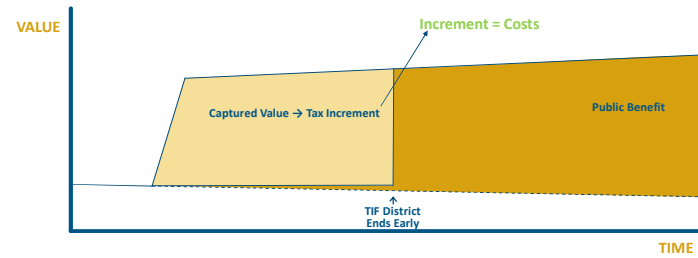 VALUE
Increment = Costs
Captured Value → Tax Increment
Public Benefit
↑
TIF District
Ends Early
TIME